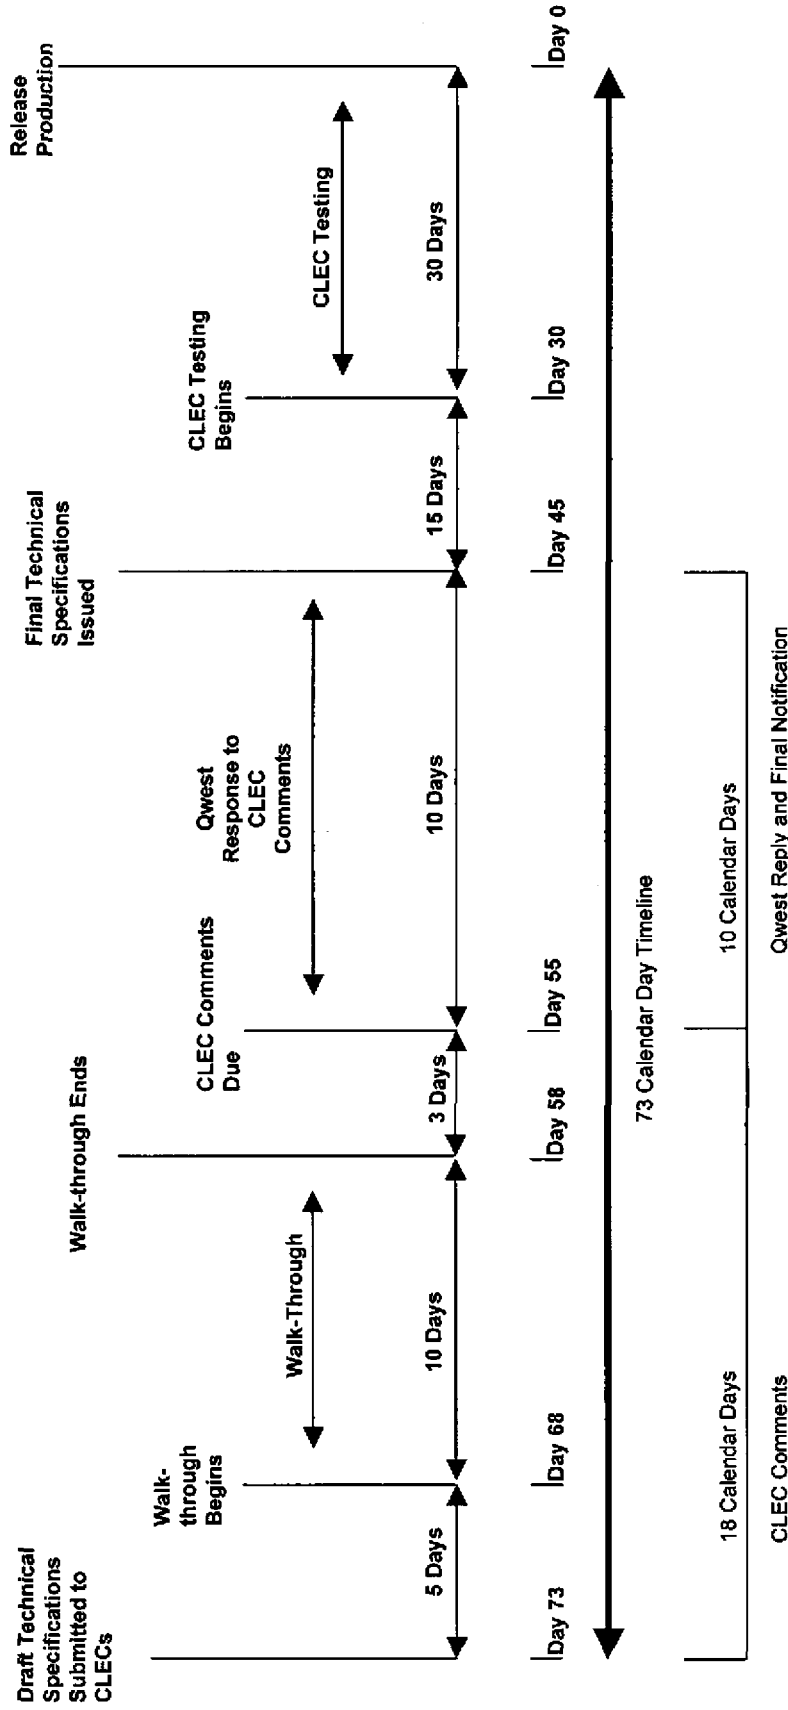 Draft Technical
Specifications
Submitted to
CLECs
Walk-
through
Begins
Walk-through Ends
CLEC Comments
Due
Final Technical
Specifications
Issued
CLEC Testing
Begins
Release
Production
Walk-Through
Qwest
Response to
CLEC
Comments
CLEC Testing
5 Days
10 Days
3 Days
10 Days
15 Days
30 Days
Day 73
Day 68
Day 58
Day 55
Day 45
Day 30
Day 0
73 Calendar Day Timeline
18 Calendar Days
10 Calendar Days
CLEC Comments
Qwest Reply and Final Notification